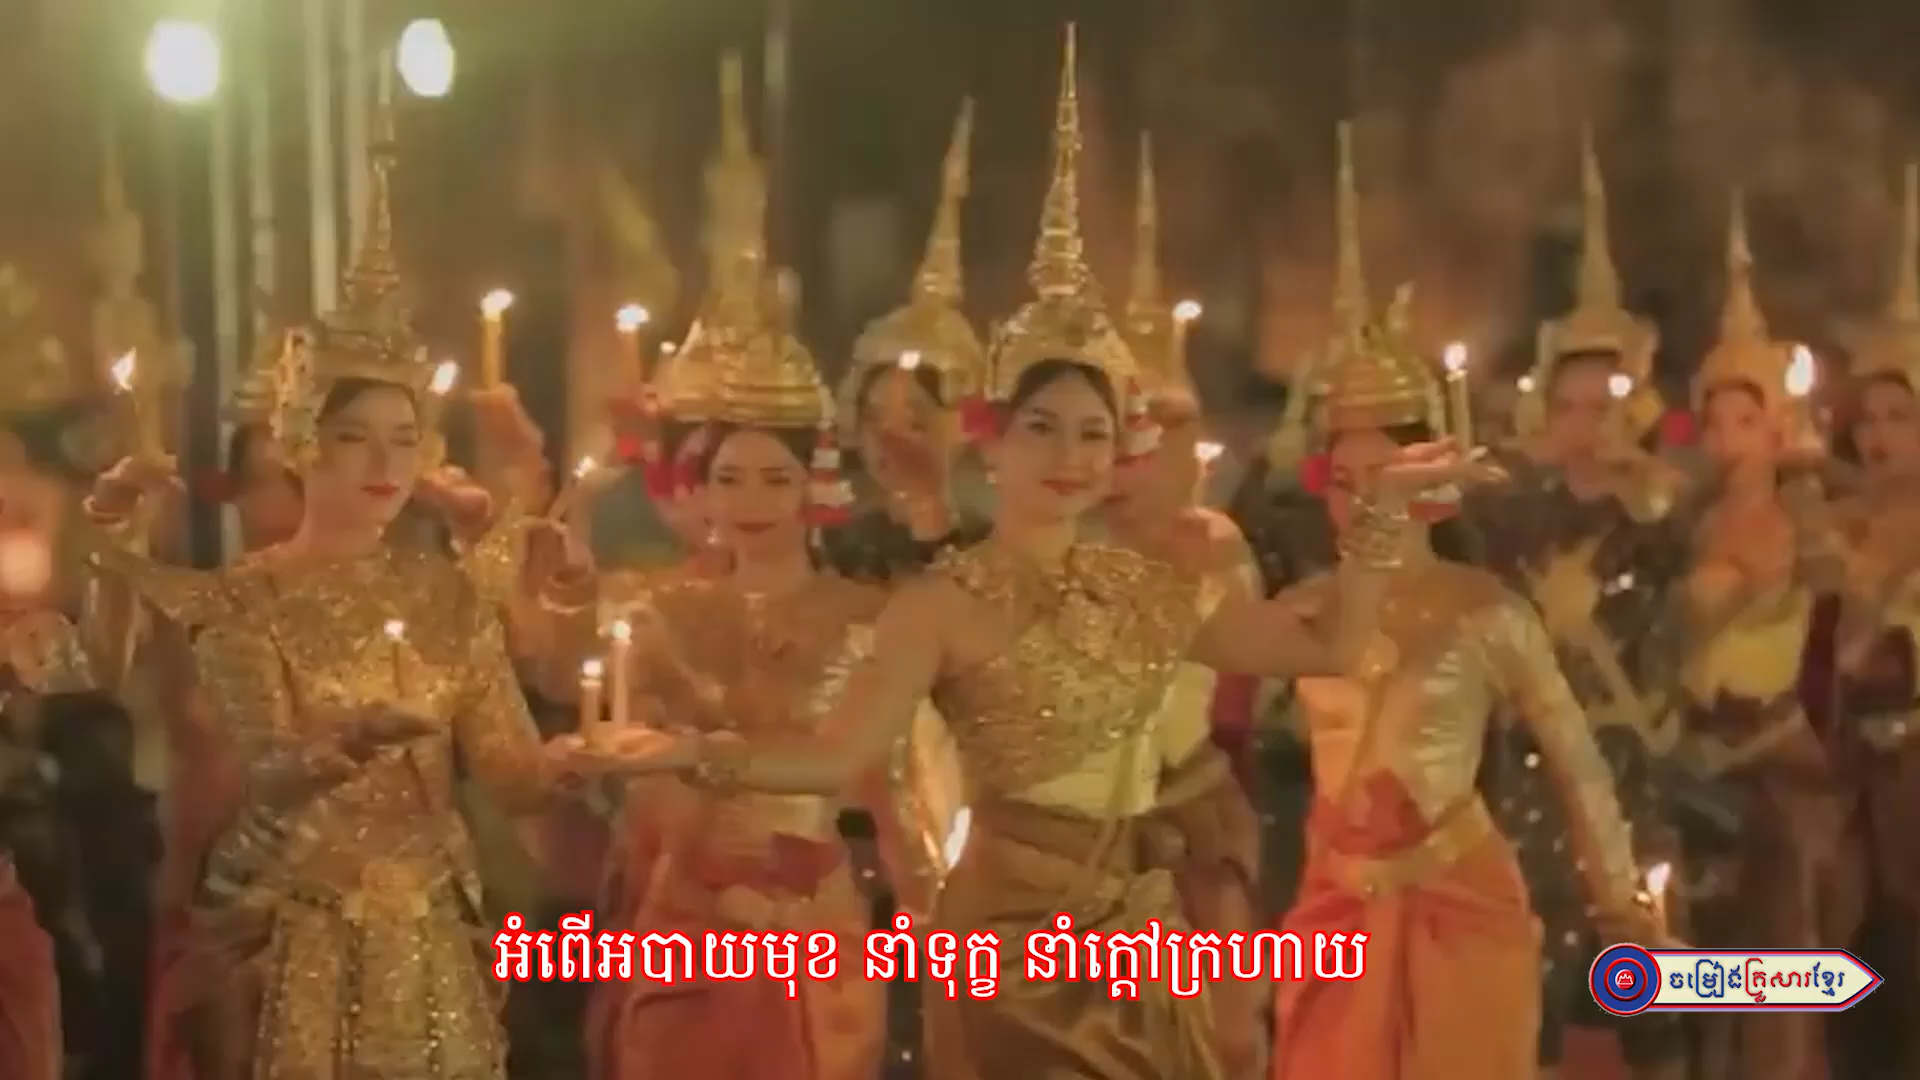 អំពើអបាយមុខ នាំទុក្ខ នាំក្ដៅក្រហាយ
ចម្រៀងគ្រួសារខ្មែរ